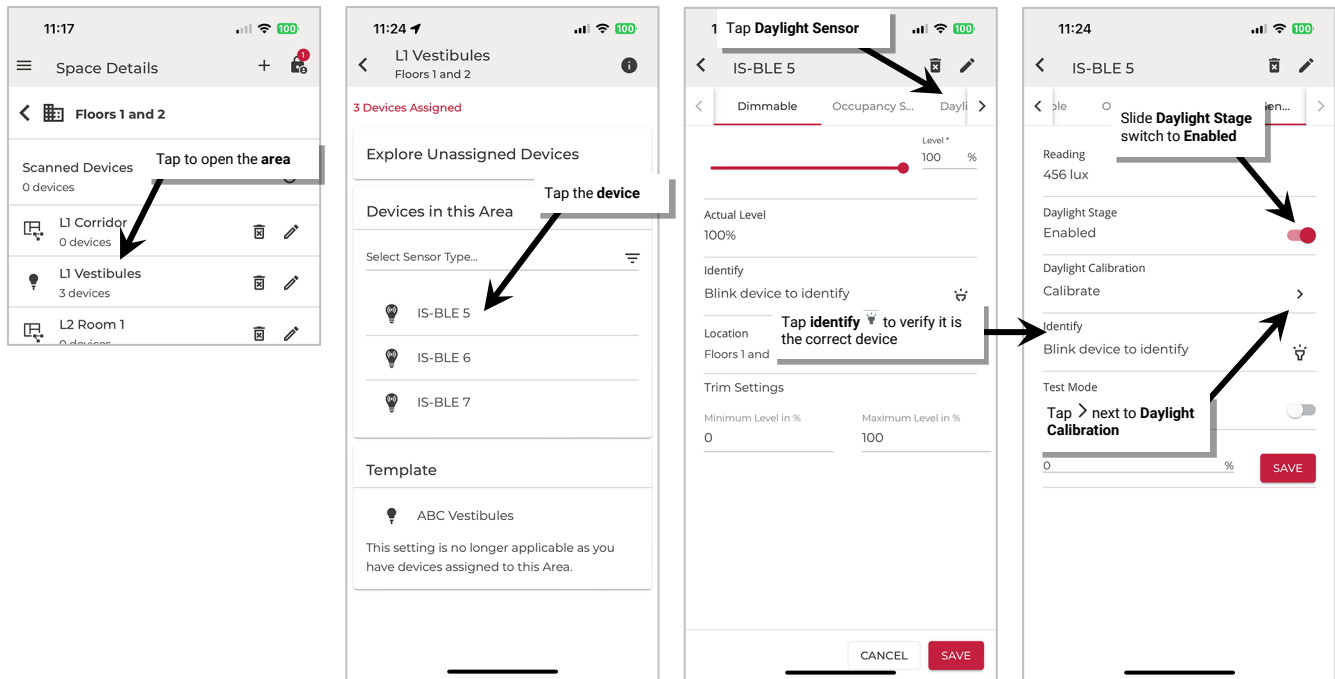 11:17
100
Space Details
1
Floors 1 and 2
Scanned Devices
0 devices
Tap to open the area
L1 Corridor
0 devices
L1 Vestibules
3 devices
L2 Room 1
0 devices
11:24
100
L1 Vestibules
Floors 1 and 2
3 Devices Assigned
Explore Unassigned Devices
Tap the device
Devices in this Area
Select Sensor Type...
IS-BLE 5
IS-BLE 6
IS-BLE 7
Template
ABC Vestibules
This setting is no longer applicable as you
have devices assigned to this Area.
1
Tap Daylight Sensor
100
IS-BLE 5
Dimmable
Occupancy S...
Dayli
Level *
100 %
Actual Level
100%
Identify
Blink device to identify
Tap identify to verify it is
the correct device
Location
Floors 1 and
Trim Settings
Minimum Level in %
0
Maximum Level in %
100
CANCEL
SAVE
11:24
100
IS-BLE 5
ple
O
en...
Slide Daylight Stage
switch to Enabled
Reading
456 lux
Daylight Stage
Enabled
Daylight Calibration
Calibrate
Identify
Blink device to identify
Test Mode
Tap > next to Daylight
Calibration
0 %
SAVE